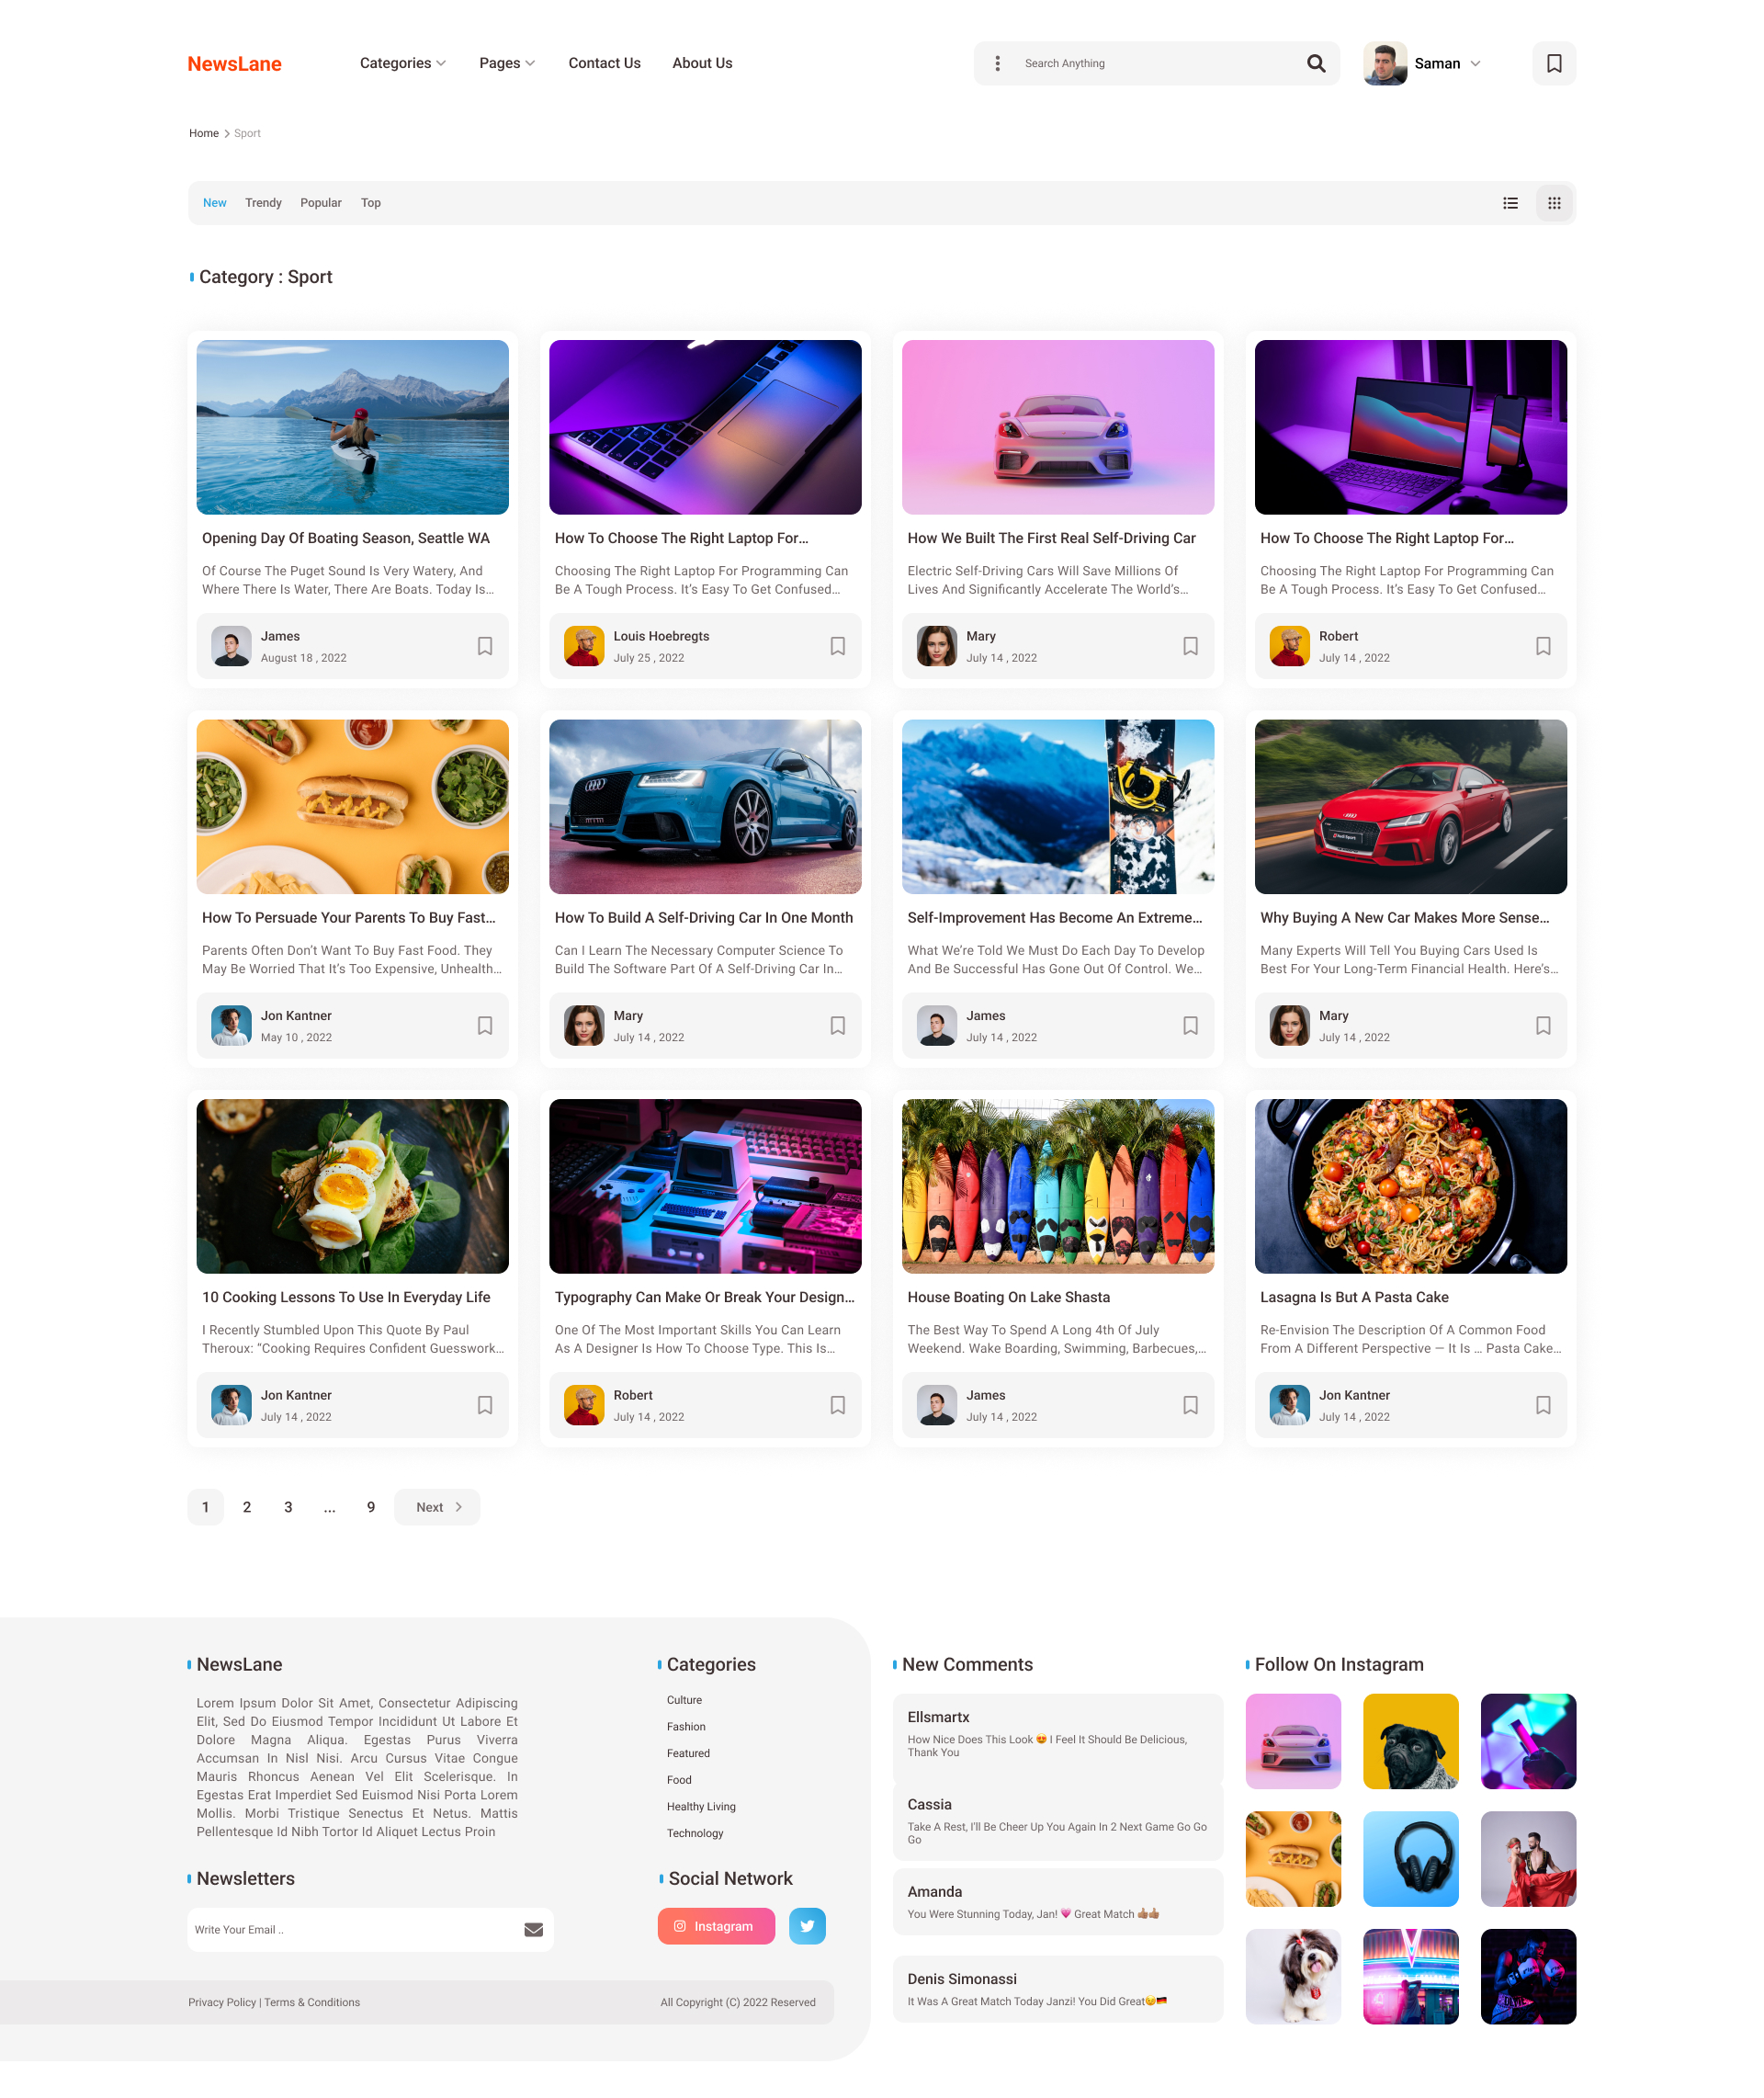 NewsLane
Categories
Pages
Contact Us
About Us
Search Anything
Saman
Home
Sport
New
Trendy
Popular
Top
Category : Sport
Opening Day Of Boating Season, Seattle WA
Of Course The Puget Sound Is Very Watery, And
Where There Is Water, There Are Boats. Today Is...
James
August 18 , 2022
How To Choose The Right Laptop For...
Choosing The Right Laptop For Programming Can
Be A Tough Process. It's Easy To Get Confused...
Louis Hoebregts
July 25 , 2022
How We Built The First Real Self-Driving Car
Electric Self-Driving Cars Will Save Millions Of
Lives And Significantly Accelerate The World's...
Mary
July 14 , 2022
How To Choose The Right Laptop For...
Choosing The Right Laptop For Programming Can
Be A Tough Process. It's Easy To Get Confused...
Robert
July 14 , 2022
How To Persuade Your Parents To Buy Fast...
Parents Often Don't Want To Buy Fast Food. They
May Be Worried That It's Too Expensive, Unhealth...
Jon Kantner
May 10 , 2022
How To Build A Self-Driving Car In One Month
Can I Learn The Necessary Computer Science To
Build The Software Part Of A Self-Driving Car In...
Mary
July 14 , 2022
Self-Improvement Has Become An Extreme...
What We're Told We Must Do Each Day To Develop
And Be Successful Has Gone Out Of Control. We...
James
July 14 , 2022
Why Buying A New Car Makes More Sense...
Many Experts Will Tell You Buying Cars Used Is
Best For Your Long-Term Financial Health. Here's...
Mary
July 14 , 2022
10 Cooking Lessons To Use In Everyday Life
I Recently Stumbled Upon This Quote By Paul
Theroux: "Cooking Requires Confident Guesswork...
Jon Kantner
July 14 , 2022
Typography Can Make Or Break Your Design...
One Of The Most Important Skills You Can Learn
As A Designer Is How To Choose Type. This Is...
Robert
July 14 , 2022
House Boating On Lake Shasta
The Best Way To Spend A Long 4th Of July
Weekend. Wake Boarding, Swimming, Barbecues,...
James
July 14 , 2022
Lasagna Is But A Pasta Cake
Re-Envision The Description Of A Common Food
From A Different Perspective — It Is ... Pasta Cake...
Jon Kantner
July 14 , 2022
1 2 3 ... 9 Next
NewsLane
Lorem Ipsum Dolor Sit Amet, Consectetur Adipiscing
Elit, Sed Do Eiusmod Tempor Incididunt Ut Labore Et
Dolore Magna Aliqua. Egestas Purus Viverra
Accumsan In Nisl Nisi. Arcu Cursus Vitae Congue
Mauris Rhoncus Aenean Vel Elit Scelerisque. In
Egestas Erat Imperdiet Sed Euismod Nisi Porta Lorem
Mollis. Morbi Tristique Senectus Et Netus. Mattis
Pellentesque Id Nibh Tortor Id Aliquet Lectus Proin
Newsletters
Write Your Email ..
Categories
Culture
Fashion
Featured
Food
Healthy Living
Technology
Social Network
Instagram
Privacy Policy | Terms & Conditions
All Copyright (C) 2022 Reserved
New Comments
Ellsmartx
How Nice Does This Look 😍 I Feel It Should Be Delicious,
Thank You
Cassia
Take A Rest, I'll Be Cheer Up You Again In 2 Next Game Go Go
Go
Amanda
You Were Stunning Today, Jan! 💗 Great Match 👍🏽👍🏽
Denis Simonassi
It Was A Great Match Today Janzi! You Did Great😉🇩🇪
Follow On Instagram